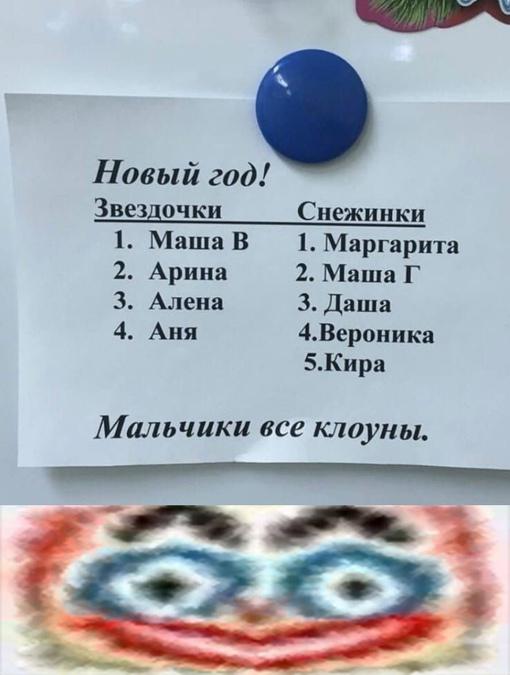 Новый год!
Звездочки Снежинки
1. Маша В 1. Маргарита
2. Арина 2. Маша Г
3. Алена 3. Даша
4. Аня 4.Вероника
5.Кира
Мальчики все клоуны.